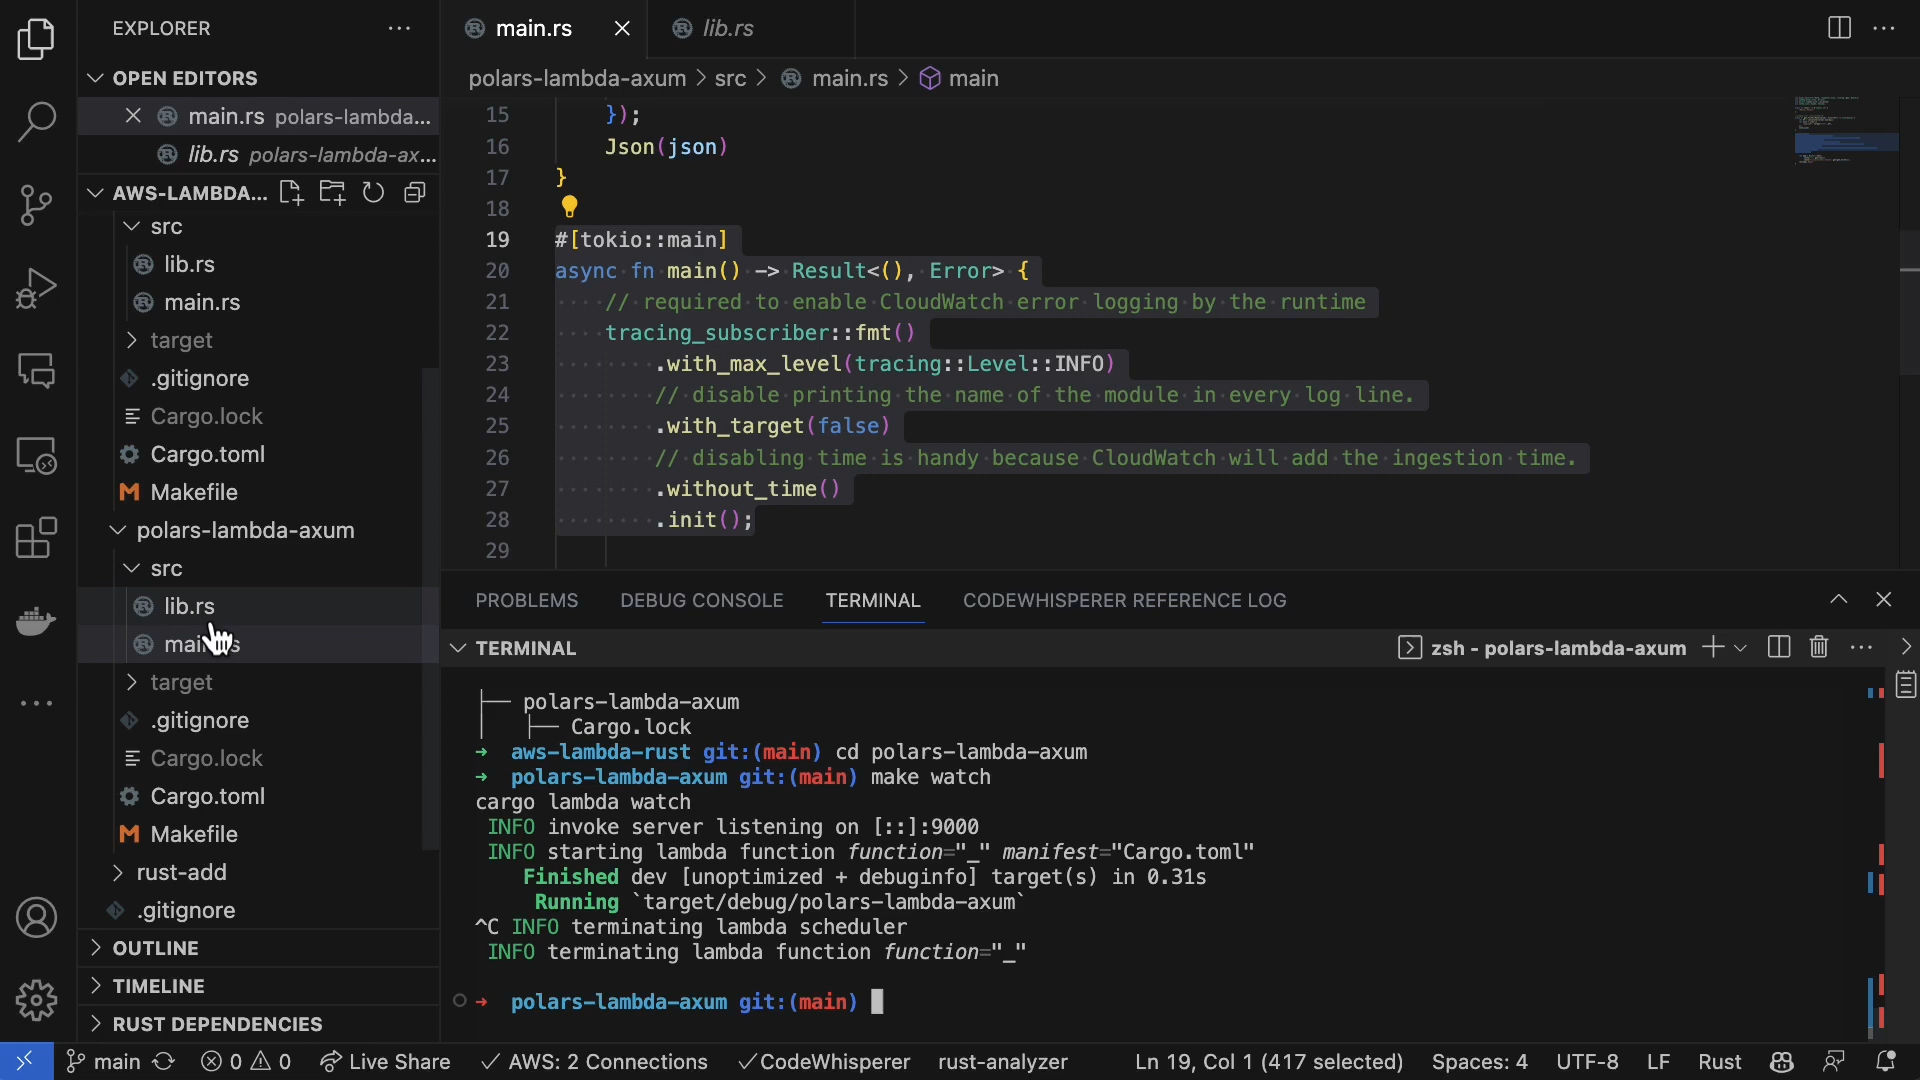 EXPLORER
OPEN EDITORS
main.rs polars-lambda...
lib.rs polars-lambda-ax...
AWS-LAMBDA...
src
lib.rs
main.rs
target
.gitignore
Cargo.lock
Cargo.toml
Makefile
polars-lambda-axum
src
lib.rs
target
.gitignore
Cargo.lock
Cargo.toml
Makefile
rust-add
.gitignore
OUTLINE
TIMELINE
RUST DEPENDENCIES
main.rs
lib.rs
polars-lambda-axum > src > main.rs > main
15 });
16 Json(json)
17 }
18
19 #[tokio::main]
20 async fn main() -> Result<(), Error> {
21 // required to enable CloudWatch error logging by the runtime
22 tracing_subscriber::fmt()
23 .with_max_level(tracing::Level::INFO)
24 // disable printing the name of the module in every log line.
25 .with_target(false)
26 // disabling time is handy because CloudWatch will add the ingestion time.
27 .without_time()
28 .init();
29
PROBLEMS DEBUG CONSOLE TERMINAL CODEWHISPERER REFERENCE LOG
TERMINAL
zsh - polars-lambda-axum
├── polars-lambda-axum
│   ├── Cargo.lock
→ aws-lambda-rust git:(main) cd polars-lambda-axum
→ polars-lambda-axum git:(main) make watch
cargo lambda watch
INFO invoke server listening on [::]:9000
INFO starting lambda function function="_" manifest="Cargo.toml"
Finished dev [unoptimized + debuginfo] target(s) in 0.31s
Running `target/debug/polars-lambda-axum`
^C INFO terminating lambda scheduler
INFO terminating lambda function function="_"
→ polars-lambda-axum git:(main)
main 0 0 Live Share AWS: 2 Connections CodeWhisperer rust-analyzer Ln 19, Col 1 (417 selected) Spaces: 4 UTF-8 LF Rust